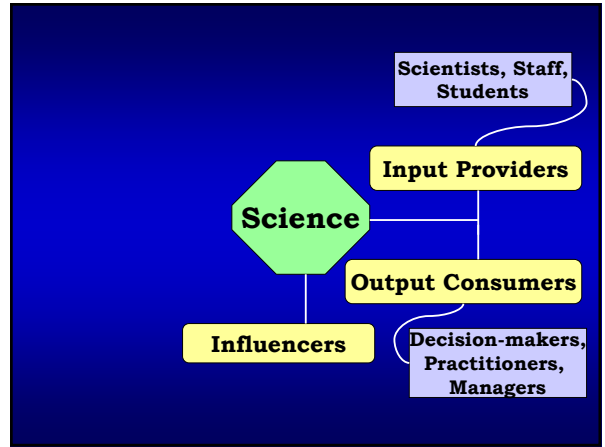 Scientists, Staff,
Students
Input Providers
Science
Output Consumers
Influencers
Decision-makers,
Practitioners,
Managers